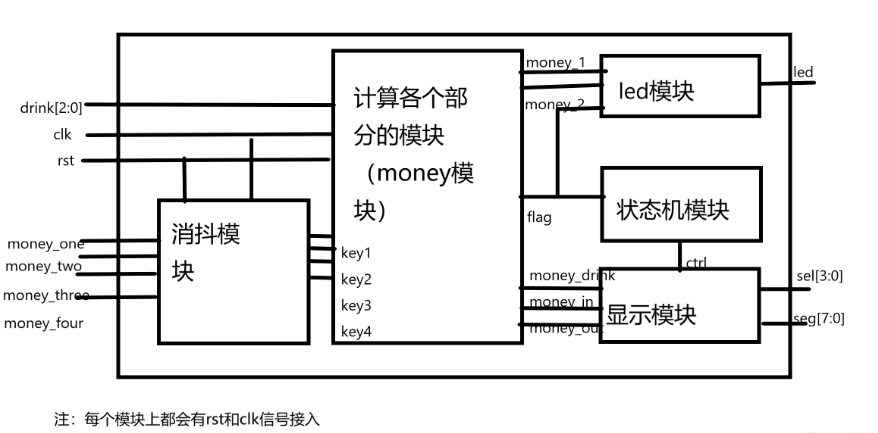 drink[2:0]
clk
rst
money_one
money_two
money_three
money_four
消抖模
块
计算各个部
分的模块
（money模
块）
key1
key2
key3
key4
money_1
money_2
flag
money_drink
money_in
money_out
led模块
状态机模块
ctrl
显示模块
led
sel[3:0]
seg[7:0]
注：每个模块上都会有rst和clk信号接入